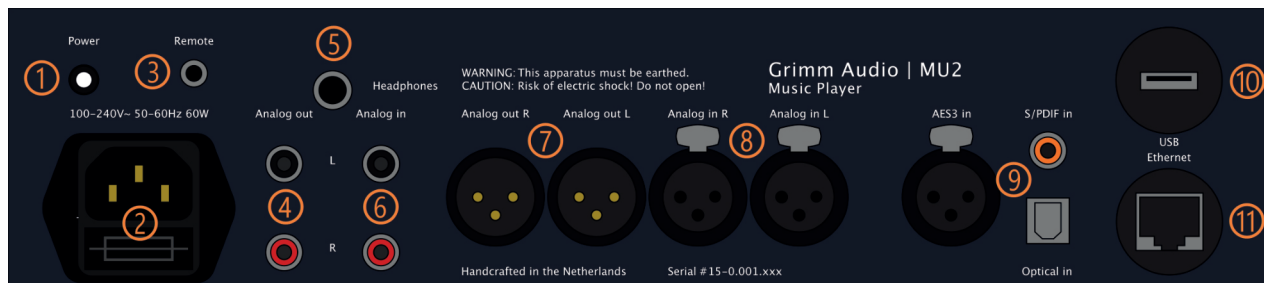 Power
Remote
①
③
⑤
Headphones
100-240V~ 50-60Hz 60W
②
Analog out
Analog in
L
④
⑥
R
WARNING: This apparatus must be earthed.
CAUTION: Risk of electric shock! Do not open!
Grimm Audio | MU2
Music Player
Analog out R
Analog out L
Analog in R
Analog in L
AES3 in
S/PDIF in
⑦
⑧
⑨
Optical in
Handcrafted in the Netherlands
Serial #15-0.001.xxx
⑩
USB
Ethernet
⑪